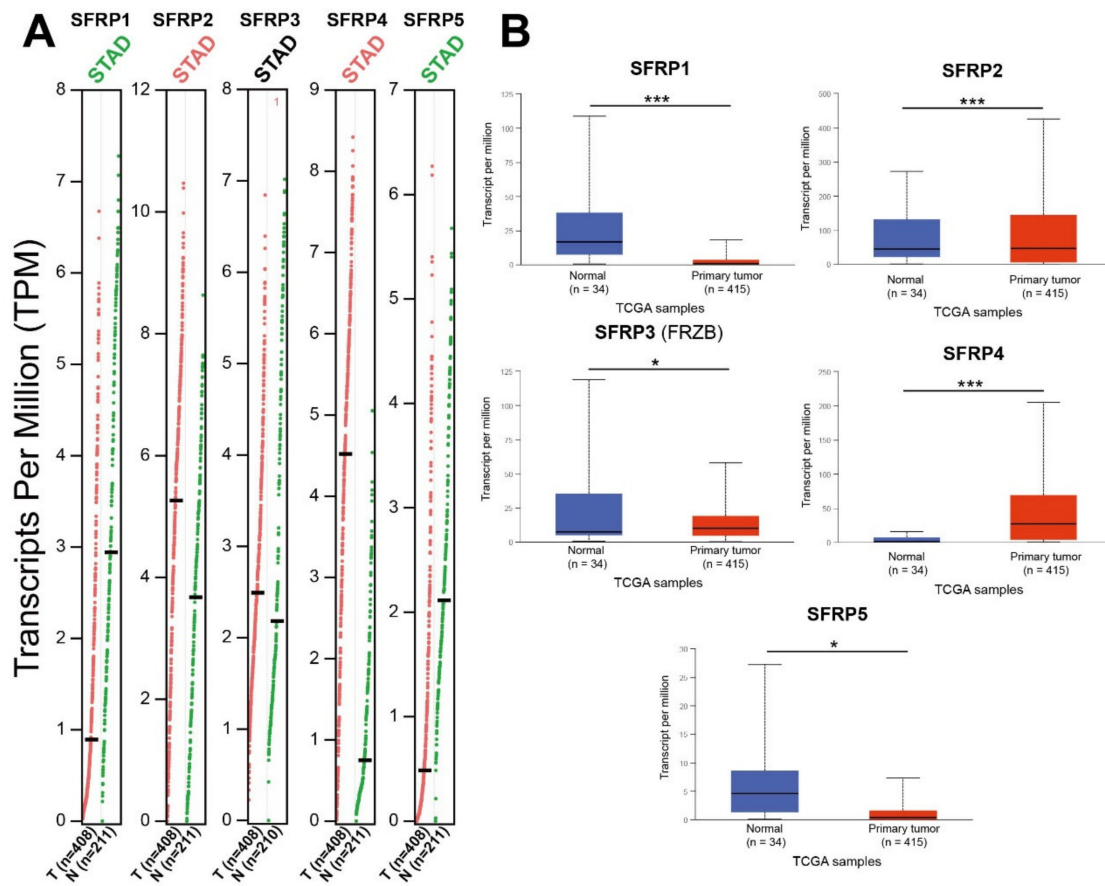 A
SFRP1 SFRP2 SFRP3 SFRP4 SFRP5
STAD STAD STAD STAD STAD
Transcripts Per Million (TPM)
8
7
6
5
4
3
2
1
0
T (n=408)
N (n=211)
12
10
8
6
4
2
0
T (n=408)
N (n=211)
1
8
7
6
5
4
3
2
1
0
T (n=408)
N (n=210)
9
8
7
6
5
4
3
2
1
0
T (n=408)
N (n=211)
7
6
5
4
3
2
1
0
T (n=408)
N (n=211)
B
SFRP1
***
Transcript per million
125
100
75
50
25
0
Normal
(n = 34)
Primary tumor
(n = 415)
TCGA samples
SFRP2
***
Transcript per million
500
400
300
200
100
0
Normal
(n = 34)
Primary tumor
(n = 415)
TCGA samples
SFRP3 (FRZB)
*
Transcript per million
125
100
75
50
25
0
Normal
(n = 34)
Primary tumor
(n = 415)
TCGA samples
SFRP4
***
Transcript per million
250
200
150
100
50
0
Normal
(n = 34)
Primary tumor
(n = 415)
TCGA samples
SFRP5
*
Transcript per million
30
25
20
15
10
5
0
Normal
(n = 34)
Primary tumor
(n = 415)
TCGA samples